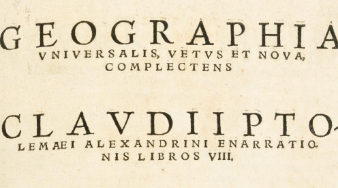 GEOGRAPHIA
VNIVERSALIS, VETVS ET NOVA,
COMPLECTENS
CLAVDII PTO-
LEMAEI ALEXANDRINI ENARRATIO-
NIS LIBROS VIII.